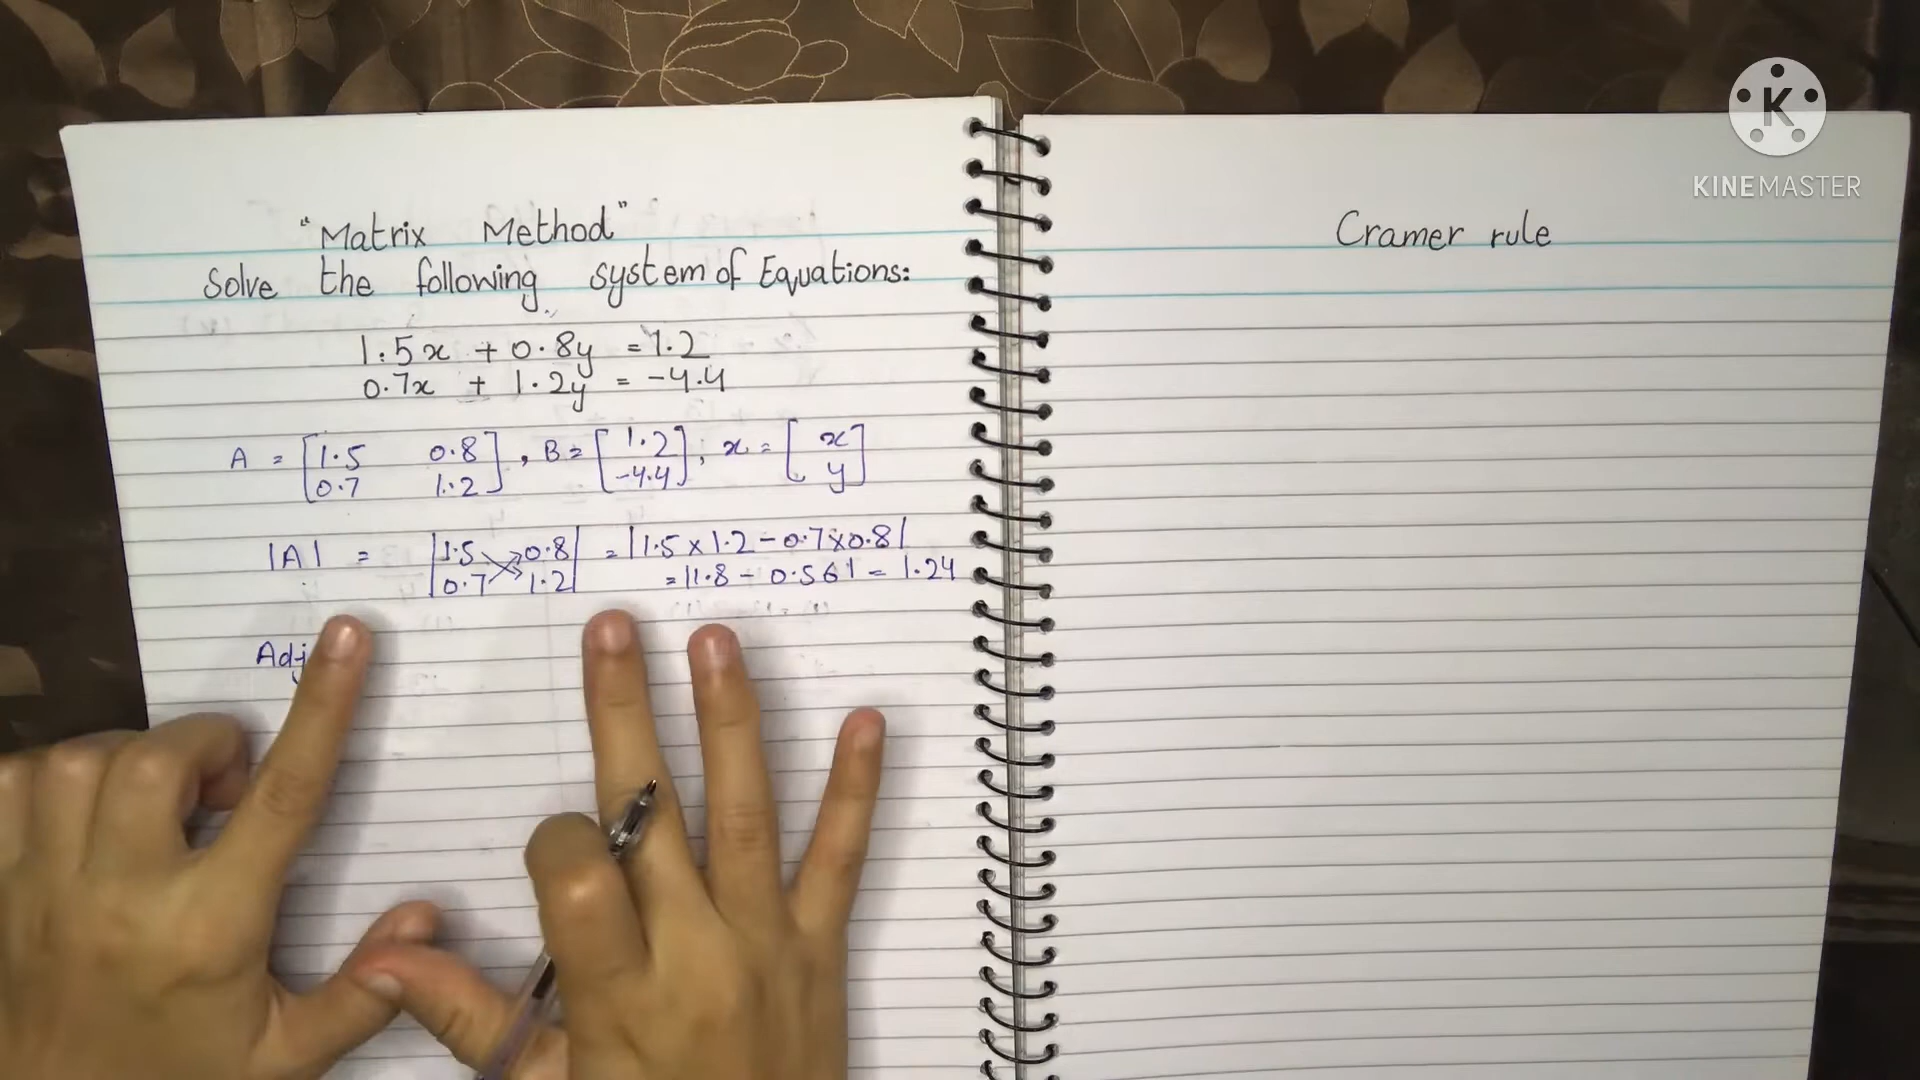 "Matrix Method"
Solve the following system of Equations:
1.5x + 0.8y = 1.2
0.7x + 1.2y = -4.4
A = [1.5 0.8
0.7 1.2] , B = [1.2
-4.4] ; x = [x
y]
|A| = |1.5 0.8
0.7 1.2| = |1.5 x 1.2 - 0.7 x 0.8|
= |1.8 - 0.56| = 1.24
Adj
Cramer rule
K
KINEMASTER